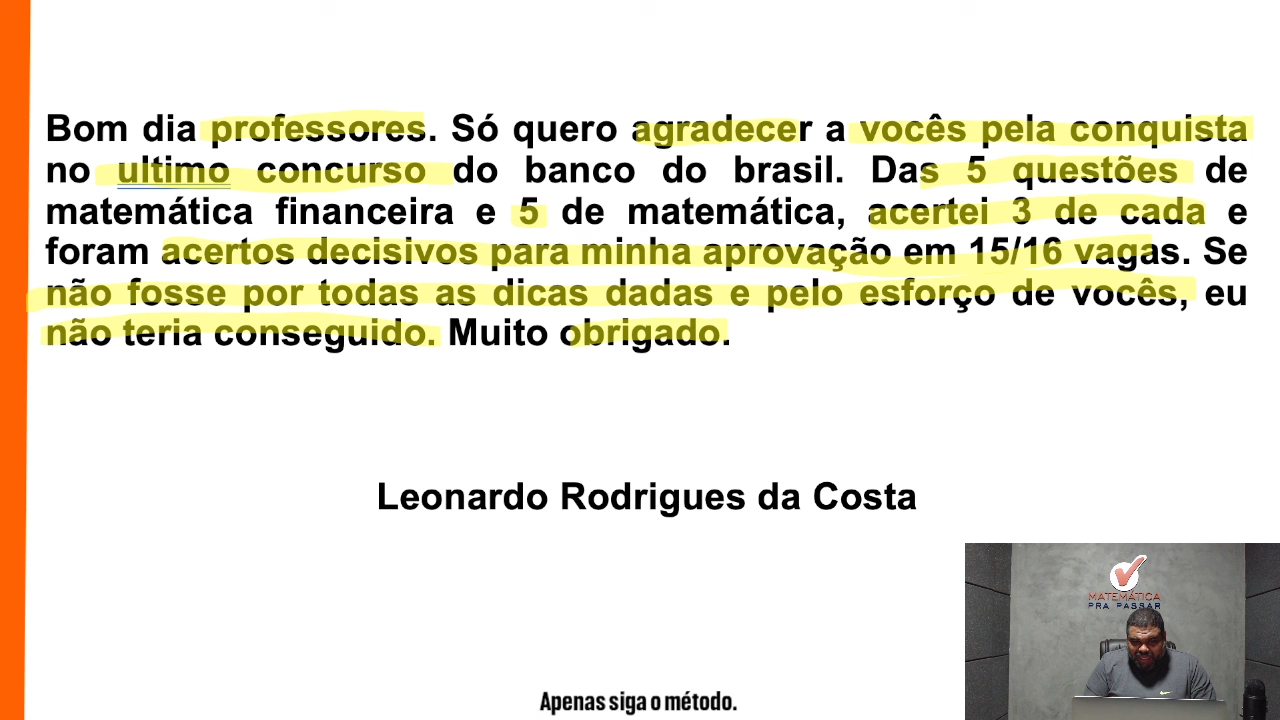 Bom dia professores. Só quero agradecer a vocês pela conquista
no ultimo concurso do banco do brasil. Das 5 questões de
matemática financeira e 5 de matemática, acertei 3 de cada e
foram acertos decisivos para minha aprovação em 15/16 vagas. Se
não fosse por todas as dicas dadas e pelo esforço de vocês, eu
não teria conseguido. Muito obrigado.
Leonardo Rodrigues da Costa
MATEMÁTICA
PRA PASSAR
Apenas siga o método.